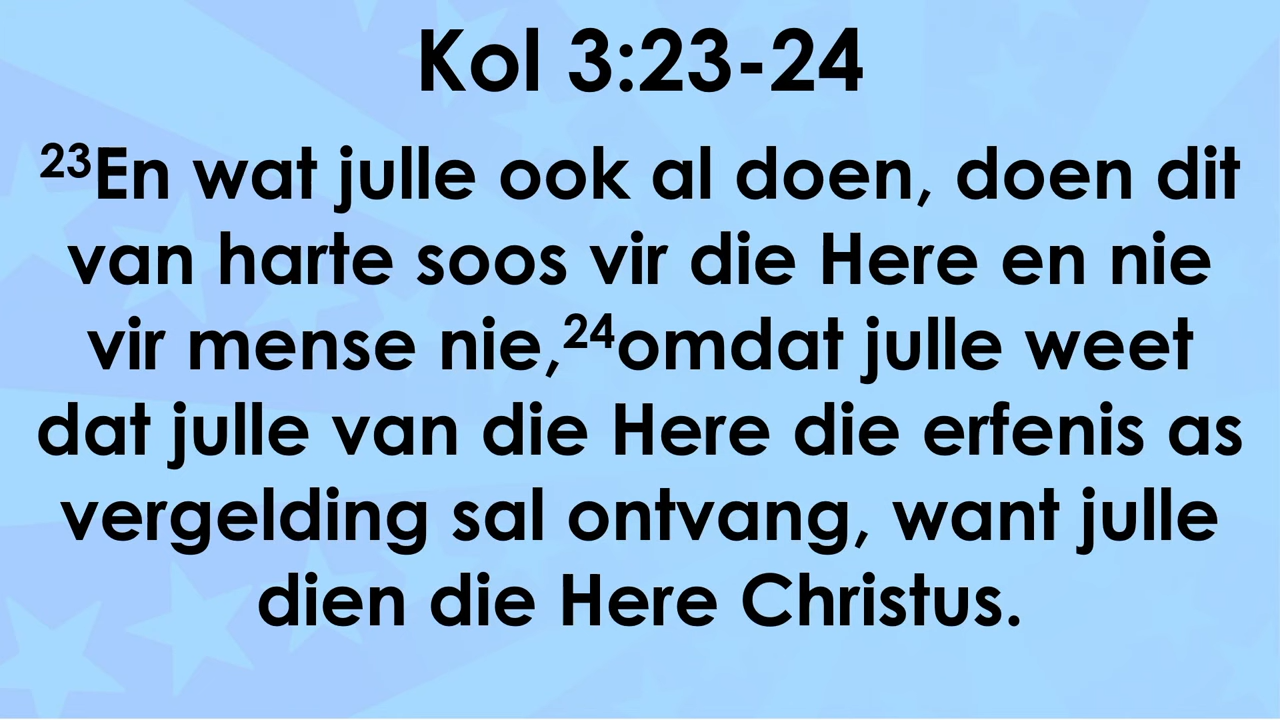 Kol 3:23-24
²³En wat julle ook al doen, doen dit
van harte soos vir die Here en nie
vir mense nie,²⁴omdat julle weet
dat julle van die Here die erfenis as
vergelding sal ontvang, want julle
dien die Here Christus.